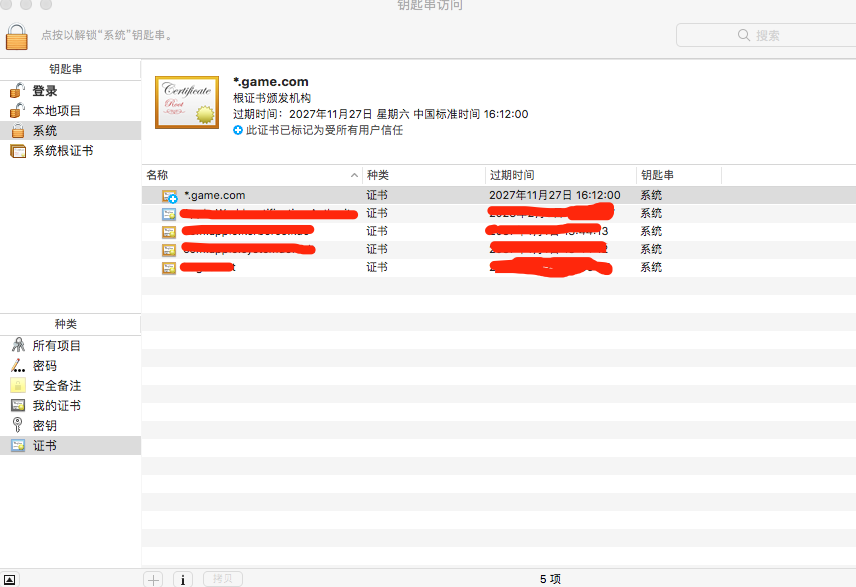 钥匙串访问
点按以解锁“系统”钥匙串。
搜索
钥匙串
登录
本地项目
系统
系统根证书
Certificate
Root
*.game.com
根证书颁发机构
过期时间：2027年11月27日 星期六 中国标准时间 16:12:00
此证书已标记为受所有用户信任
名称 种类 过期时间 钥匙串
*.game.com 证书 2027年11月27日 16:12:00 系统
证书 系统
证书 系统
证书 系统
证书 系统
种类
所有项目
密码
安全备注
我的证书
密钥
证书
拷贝
5 项